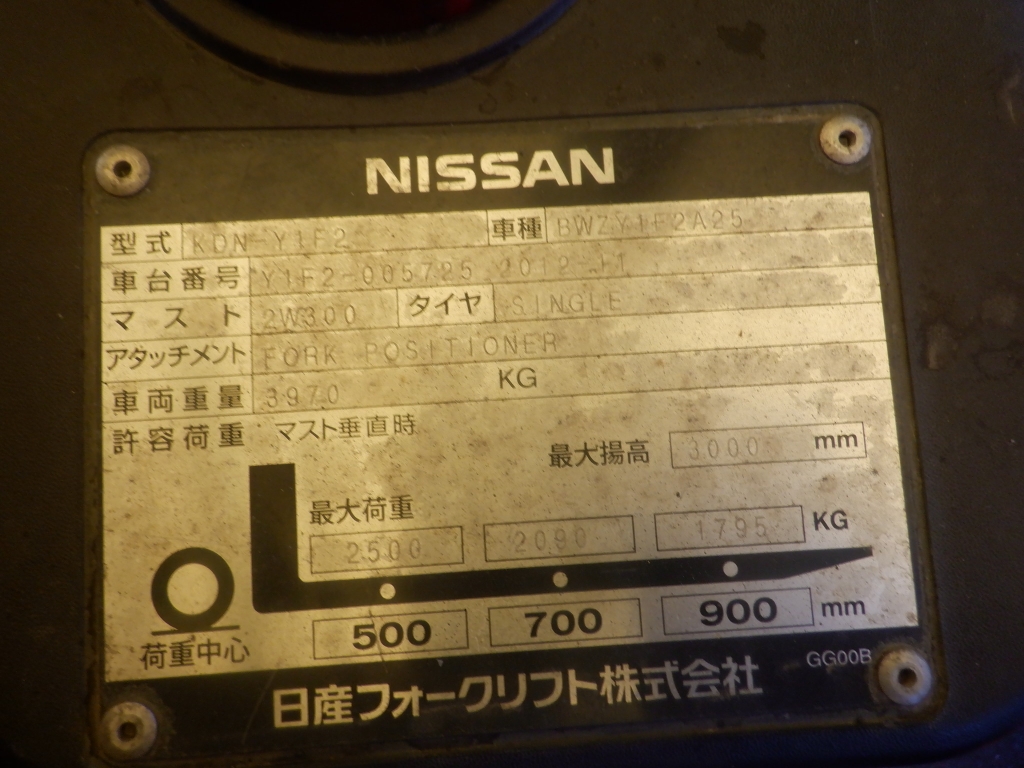 NISSAN
型式 KDN-Y1F2 車種 BWZY1F2A25
車台番号 Y1F2-005725 2012-11
マスト 2W300 タイヤ SINGLE
アタッチメント FORK POSITIONER
車両重量 3970 KG
許容荷重 マスト垂直時
最大揚高 3000 mm
最大荷重
2500 2090 1795 KG
500 700 900 mm
荷重中心
GG00B
日産フォークリフト株式会社